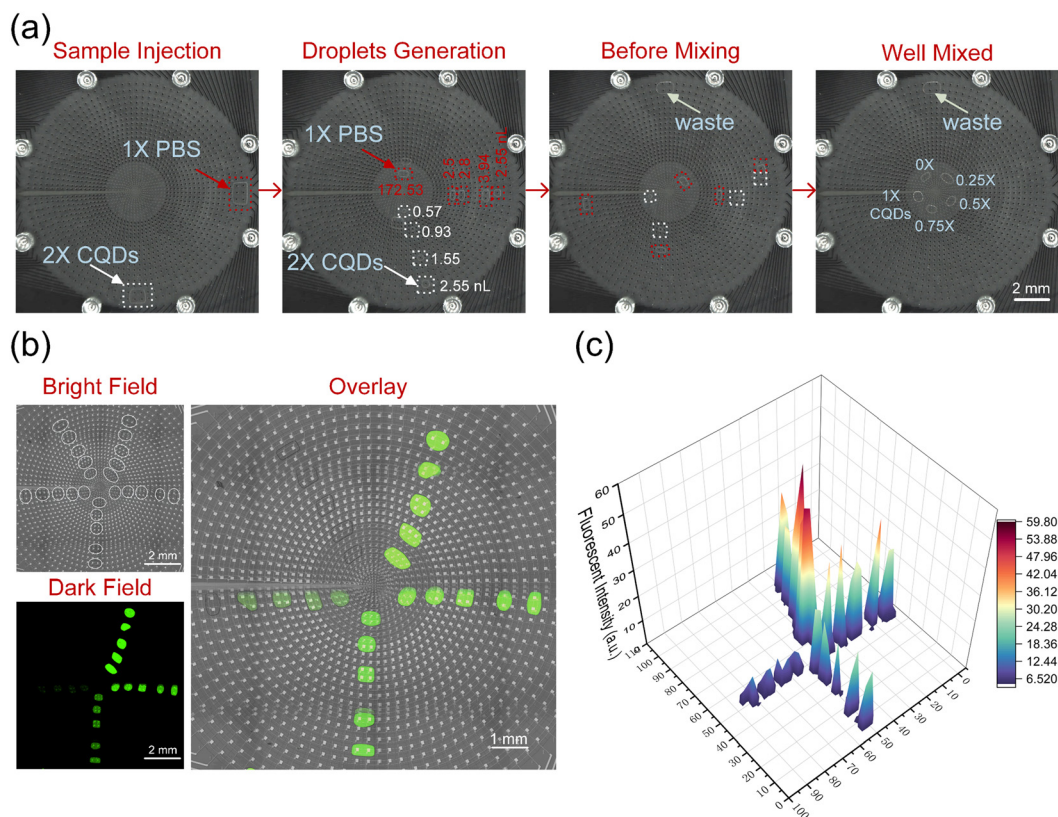 (a)
Sample Injection
Droplets Generation
Before Mixing
Well Mixed
1X PBS
2X CQDs
1X PBS
172.53
2.5
2.8
3.94
2.55 nL
0.57
0.93
1.55
2X CQDs
2.55 nL
waste
waste
0X
0.25X
1X
CQDs
0.5X
0.75X
2 mm
(b)
Bright Field
2 mm
Dark Field
2 mm
Overlay
1 mm
(c)
Fluorescent Intensity (a.u.)
60
50
40
30
20
10
0
110
100
90
80
70
60
50
40
30
20
10
0
100
90
80
70
60
50
40
30
20
10
0
59.80
53.88
47.96
42.04
36.12
30.20
24.28
18.36
12.44
6.520